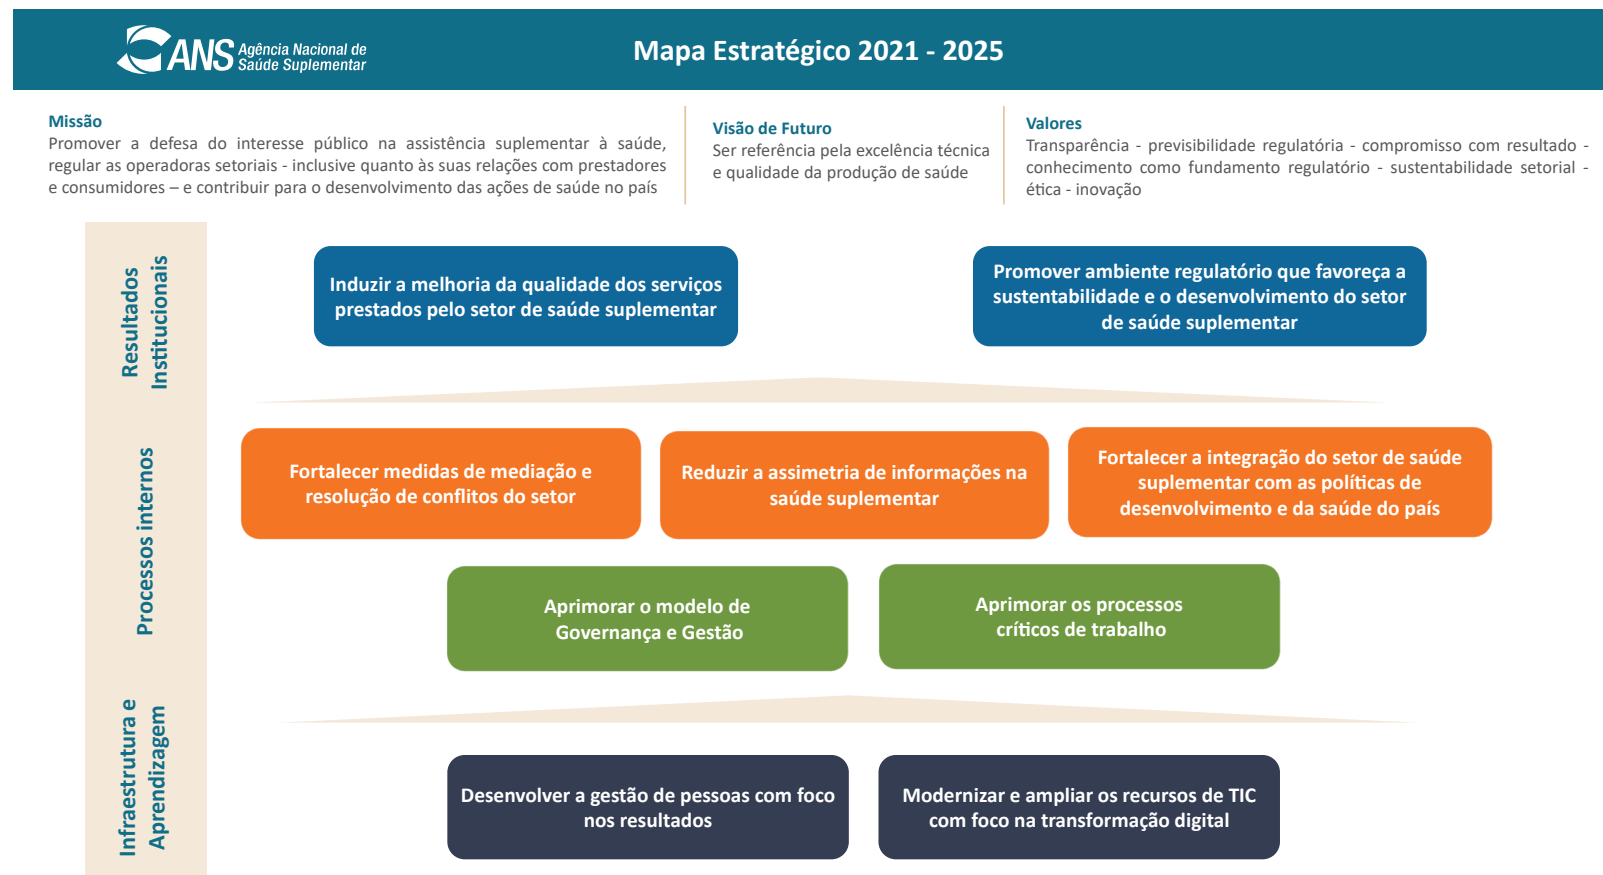 ANS Agência Nacional de
Saúde Suplementar
Mapa Estratégico 2021 - 2025
Missão
Promover a defesa do interesse público na assistência suplementar à saúde,
regular as operadoras setoriais - inclusive quanto às suas relações com prestadores
e consumidores – e contribuir para o desenvolvimento das ações de saúde no país
Visão de Futuro
Ser referência pela excelência técnica
e qualidade da produção de saúde
Valores
Transparência - previsibilidade regulatória - compromisso com resultado -
conhecimento como fundamento regulatório - sustentabilidade setorial -
ética - inovação
Resultados
Institucionais
Induzir a melhoria da qualidade dos serviços
prestados pelo setor de saúde suplementar
Promover ambiente regulatório que favoreça a
sustentabilidade e o desenvolvimento do setor
de saúde suplementar
Processos internos
Fortalecer medidas de mediação e
resolução de conflitos do setor
Reduzir a assimetria de informações na
saúde suplementar
Fortalecer a integração do setor de saúde
suplementar com as políticas de
desenvolvimento e da saúde do país
Aprimorar o modelo de
Governança e Gestão
Aprimorar os processos
críticos de trabalho
Infraestrutura e
Aprendizagem
Desenvolver a gestão de pessoas com foco
nos resultados
Modernizar e ampliar os recursos de TIC
com foco na transformação digital